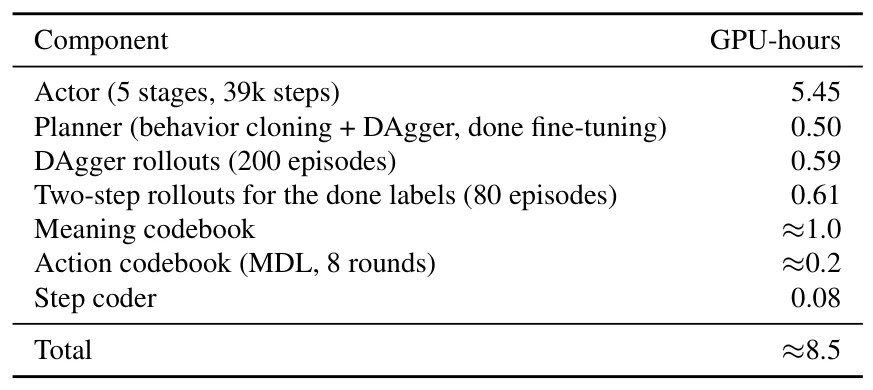 Component GPU-hours
Actor (5 stages, 39k steps) 5.45
Planner (behavior cloning + DAgger, done fine-tuning) 0.50
DAgger rollouts (200 episodes) 0.59
Two-step rollouts for the done labels (80 episodes) 0.61
Meaning codebook ≈1.0
Action codebook (MDL, 8 rounds) ≈0.2
Step coder 0.08
Total ≈8.5